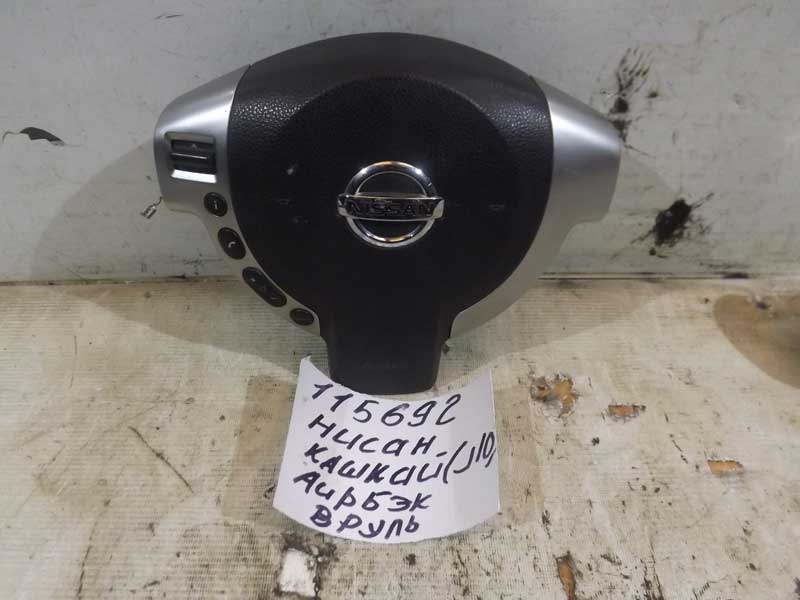 NISSAN
115692
НИСАН
КАШКАЙ(J10)
АИРБЭК
В РУЛЬ